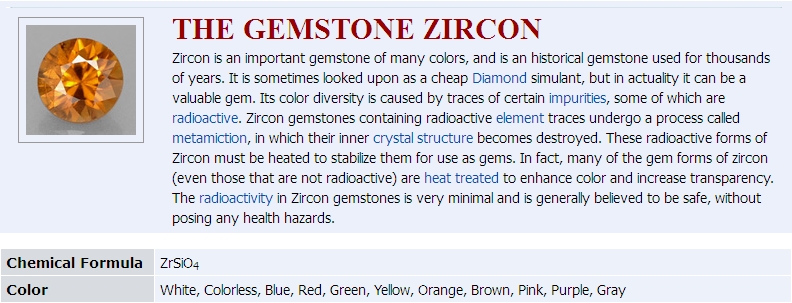 THE GEMSTONE ZIRCON
Zircon is an important gemstone of many colors, and is an historical gemstone used for thousands
of years. It is sometimes looked upon as a cheap Diamond simulant, but in actuality it can be a
valuable gem. Its color diversity is caused by traces of certain impurities, some of which are
radioactive. Zircon gemstones containing radioactive element traces undergo a process called
metamiction, in which their inner crystal structure becomes destroyed. These radioactive forms of
Zircon must be heated to stabilize them for use as gems. In fact, many of the gem forms of zircon
(even those that are not radioactive) are heat treated to enhance color and increase transparency.
The radioactivity in Zircon gemstones is very minimal and is generally believed to be safe, without
posing any health hazards.
Chemical Formula ZrSiO4
Color White, Colorless, Blue, Red, Green, Yellow, Orange, Brown, Pink, Purple, Gray